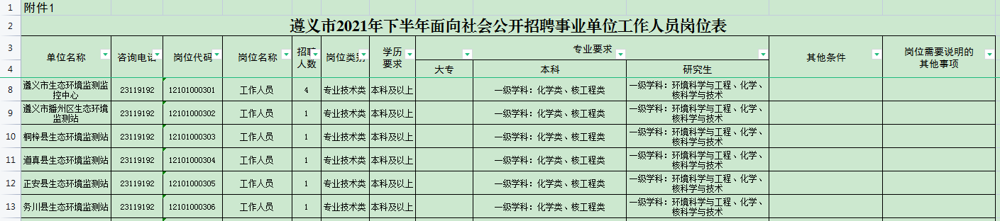 1 附件1
2 遵义市2021年下半年面向社会公开招聘事业单位工作人员岗位表
3 单位名称 咨询电话 岗位代码 岗位名称 招聘人数 岗位类别 学历要求 专业要求 其他条件 岗位需要说明的其他事项
4 大专 本科 研究生
8 遵义市生态环境监测监控中心 23119192 12101000301 工作人员 4 专业技术类 本科及以上 一级学科：化学类、核工程类 一级学科：环境科学与工程、化学、核科学与技术
9 遵义市播州区生态环境监测站 23119192 12101000302 工作人员 1 专业技术类 本科及以上 一级学科：化学类、核工程类 一级学科：环境科学与工程、化学、核科学与技术
10 桐梓县生态环境监测站 23119192 12101000303 工作人员 1 专业技术类 本科及以上 一级学科：化学类、核工程类 一级学科：环境科学与工程、化学、核科学与技术
11 道真县生态环境监测站 23119192 12101000304 工作人员 1 专业技术类 本科及以上 一级学科：化学类、核工程类 一级学科：环境科学与工程、化学、核科学与技术
12 正安县生态环境监测站 23119192 12101000305 工作人员 1 专业技术类 本科及以上 一级学科：化学类、核工程类 一级学科：环境科学与工程、化学、核科学与技术
13 务川县生态环境监测站 23119192 12101000306 工作人员 1 专业技术类 本科及以上 一级学科：化学类、核工程类 一级学科：环境科学与工程、化学、核科学与技术